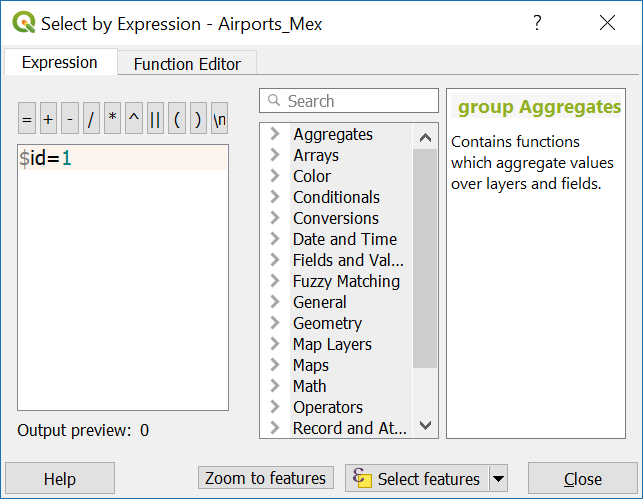 Select by Expression - Airports_Mex
?
Expression
Function Editor
= + - / * ^ || ( ) \n
$id=1
Output preview: 0
Search
Aggregates
Arrays
Color
Conditionals
Conversions
Date and Time
Fields and Val...
Fuzzy Matching
General
Geometry
Map Layers
Maps
Math
Operators
Record and At...
group Aggregates
Contains functions
which aggregate values
over layers and fields.
Help
Zoom to features
ε Select features
Close